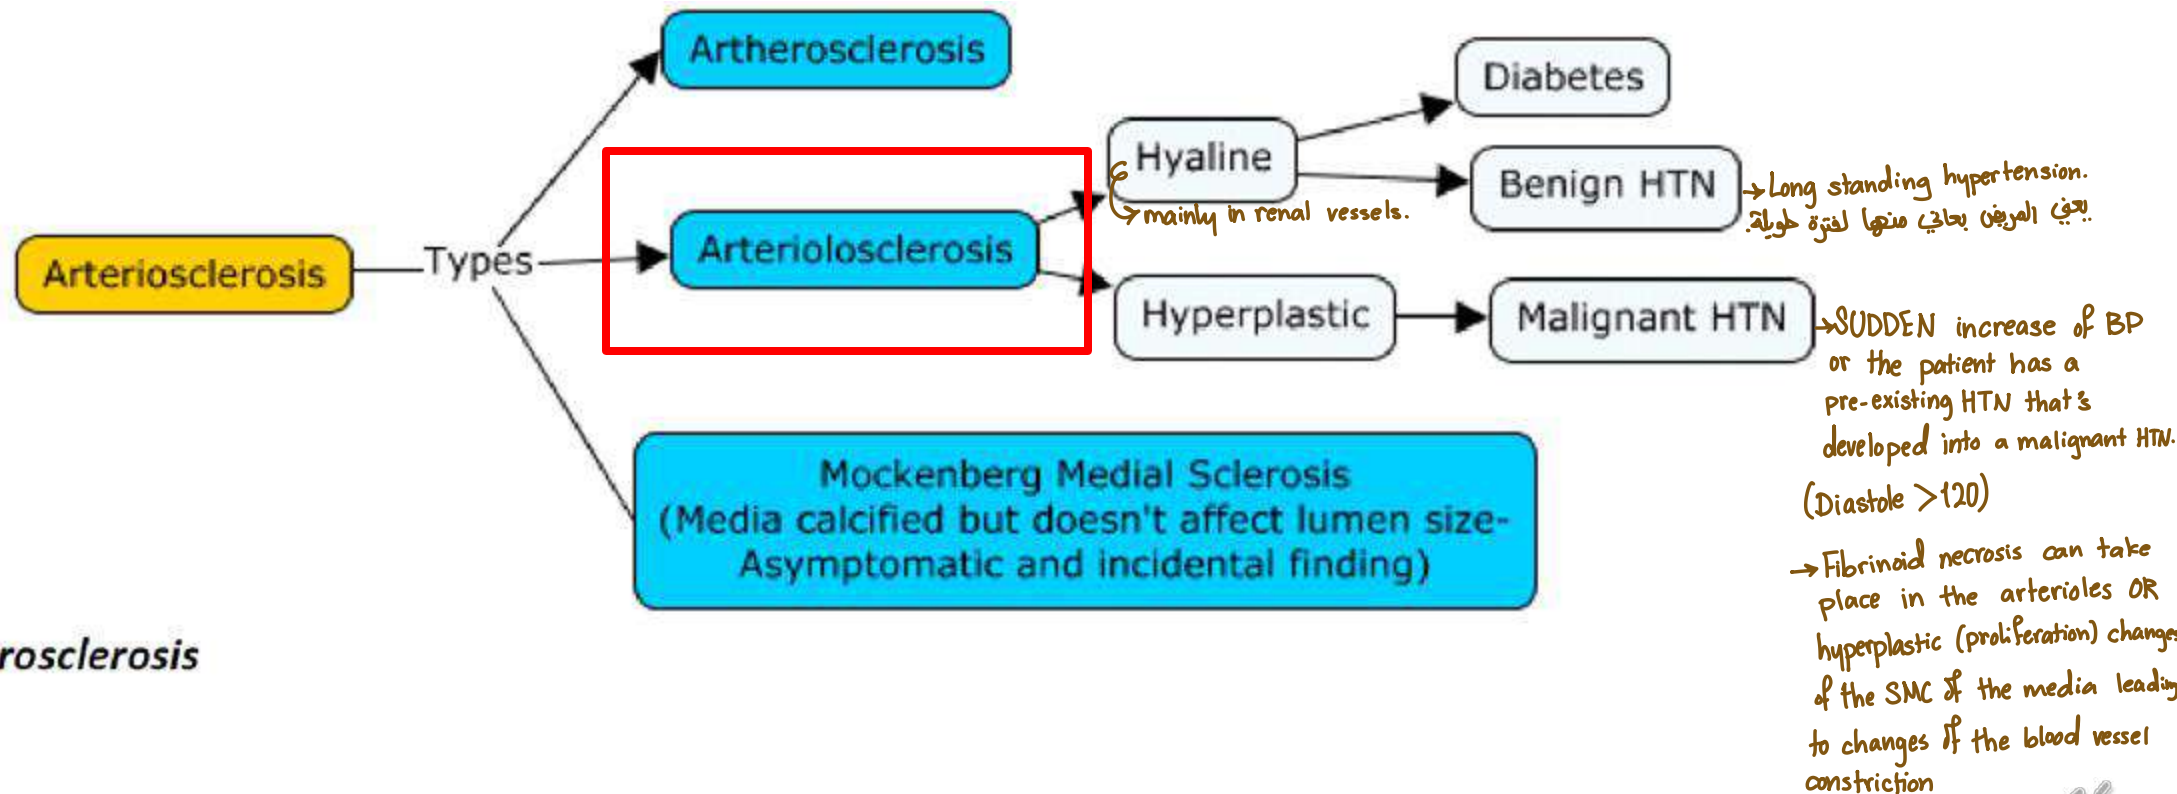 Artherosclerosis
Diabetes
Hyaline
Benign HTN
→Long standing hypertension.
يعني المريض بعاني منها لفترة طويلة.
→mainly in renal vessels.
Arteriolosclerosis
Types
Arteriosclerosis
Hyperplastic
Malignant HTN
→SUDDEN increase of BP
or the patient has a
pre-existing HTN that's
developed into a malignant HTN.
(Diastole >120)
Mockenberg Medial Sclerosis
(Media calcified but doesn't affect lumen size-
Asymptomatic and incidental finding)
→Fibrinoid necrosis can take
place in the arterioles OR
hyperplastic (proliferation) changes
of the SMC of the media leading
to changes of the blood vessel
constriction
rosclerosis